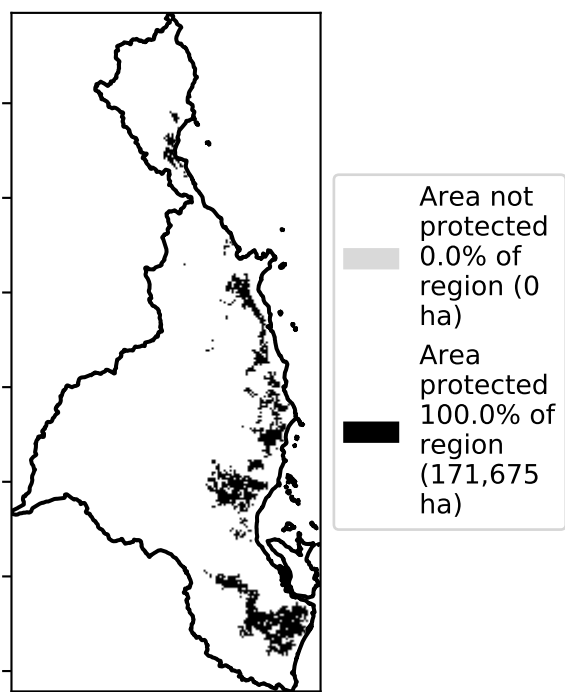 Area not
protected
0.0% of
region (0
ha)
Area
protected
100.0% of
region
(171,675
ha)